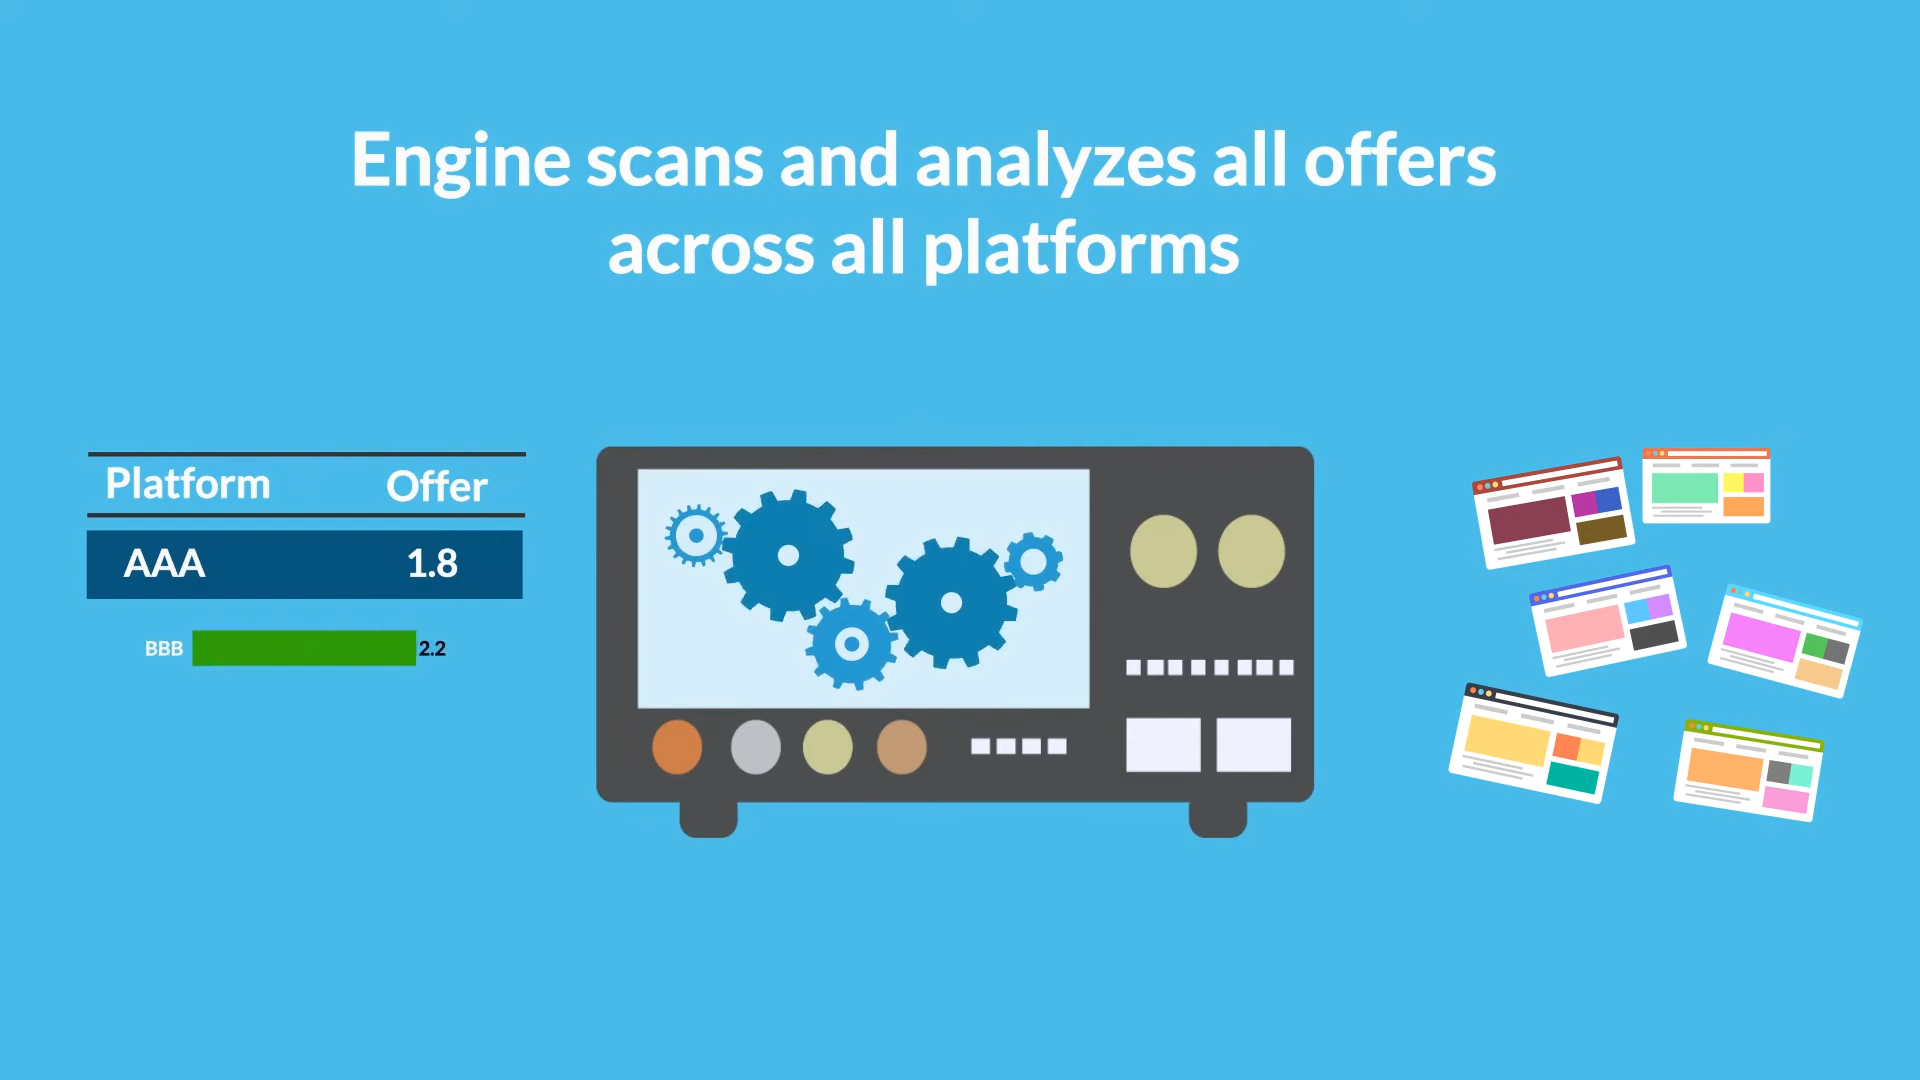 Engine scans and analyzes all offers
across all platforms
Platform Offer
AAA 1.8
BBB 2.2